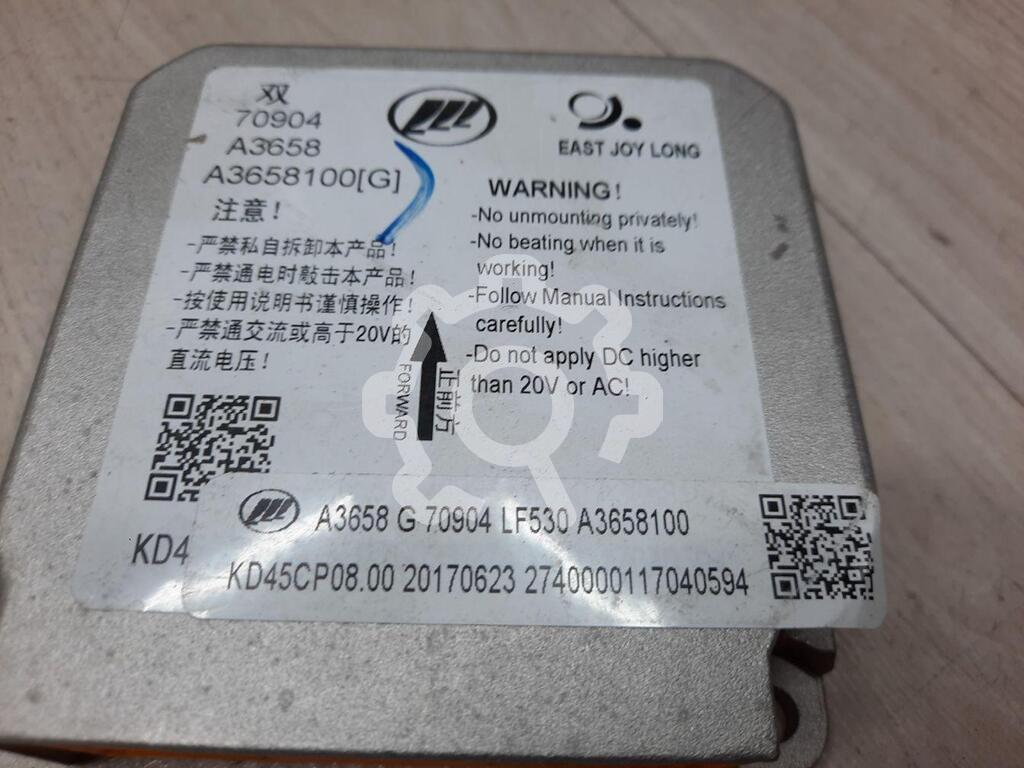 双
70904
A3658
A3658100[G]
注意！
-严禁私自拆卸本产品！
-严禁通电时敲击本产品！
-按使用说明书谨慎操作！
-严禁通交流或高于20V的
直流电压！
EAST JOY LONG
WARNING!
-No unmounting privately!
-No beating when it is
working!
-Follow Manual Instructions
carefully!
-Do not apply DC higher
than 20V or AC!
FORWARD
正前方
KD4
A3658 G 70904 LF530 A3658100
KD45CP08.00 20170623 2740000117040594